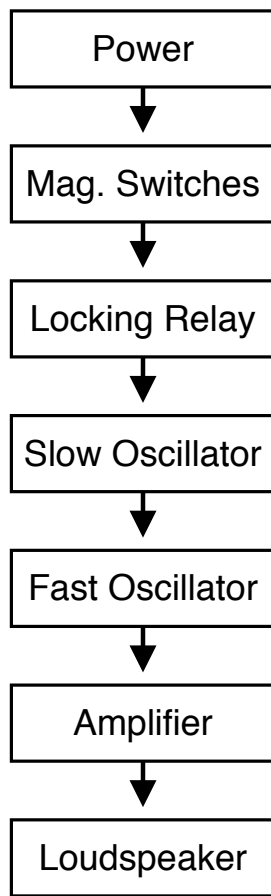 Power
Mag. Switches
Locking Relay
Slow Oscillator
Fast Oscillator
Amplifier
Loudspeaker